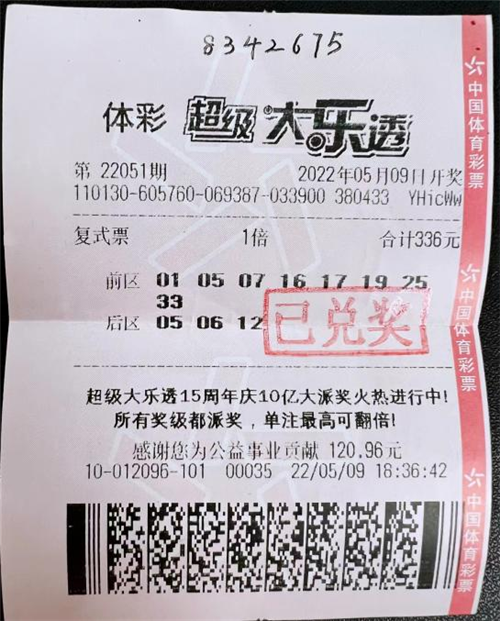 8342675
体彩 超级大乐透
第 22051期 2022年05月09日开奖
110130-605760-069387-033900 380433 YHicWw
复式票 1倍 合计336元
前区 01 05 07 16 17 19 25
33
后区 05 06 12
已兑奖
超级大乐透15周年庆10亿大派奖火热进行中!
所有奖级都派奖，单注最高可翻倍!
感谢您为公益事业贡献 120.96元
10-012096-101 00035 22/05/09 18:36:42
中国体育彩票
中国体育彩票
中国体育彩票